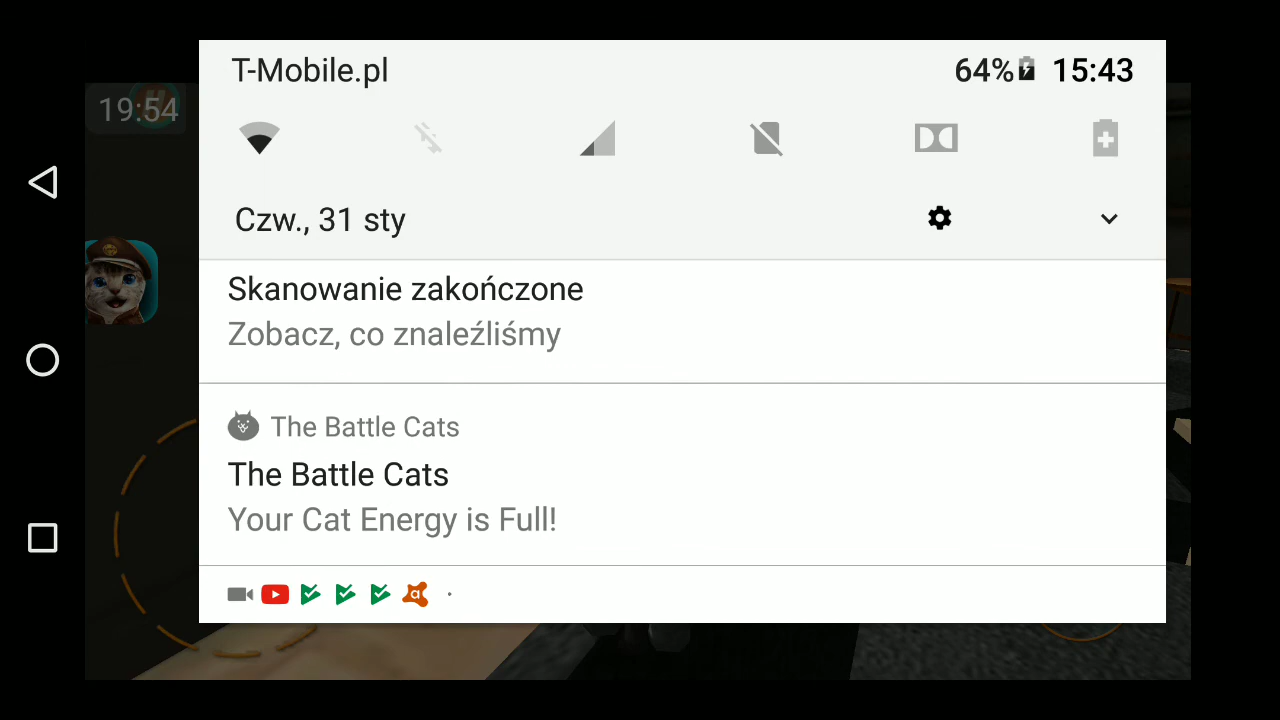 T-Mobile.pl 64% 15:43
19:54
Czw., 31 sty
Skanowanie zakończone
Zobacz, co znaleźliśmy
The Battle Cats
The Battle Cats
Your Cat Energy is Full!